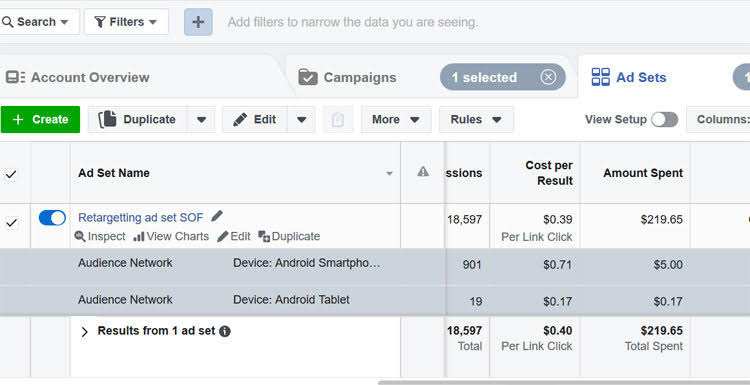 Search Filters Add filters to narrow the data you are seeing.
Account Overview Campaigns 1 selected Ad Sets 1
+ Create Duplicate Edit More Rules View Setup Columns:
Ad Set Name ssions Cost per Result Amount Spent
Retargetting ad set SOF 18,597 $0.39 $219.65
Inspect View Charts Edit Duplicate Per Link Click
Audience Network Device: Android Smartpho... 901 $0.71 $5.00
Audience Network Device: Android Tablet 19 $0.17 $0.17
Results from 1 ad set 18,597 $0.40 $219.65
Total Per Link Click Total Spent